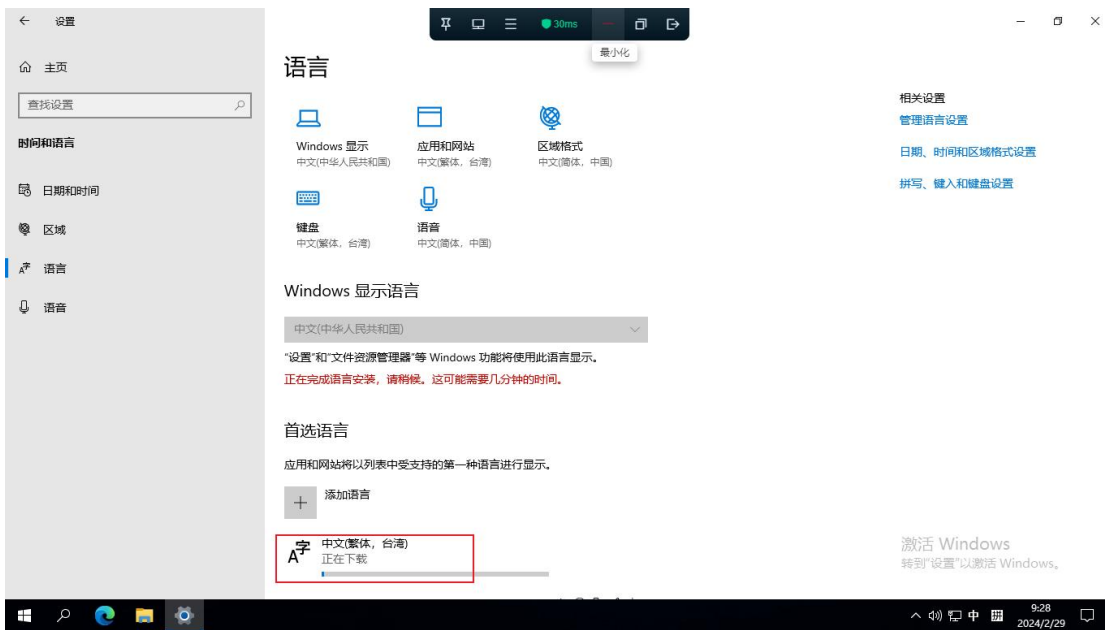 设置
30ms
最小化
主页
查找设置
时间和语言
日期和时间
区域
语言
语音
语言
Windows 显示
中文(中华人民共和国)
应用和网站
中文(繁体，台湾)
区域格式
中文(简体，中国)
键盘
中文(繁体，台湾)
语音
中文(简体，中国)
Windows 显示语言
中文(中华人民共和国)
"设置"和"文件资源管理器"等 Windows 功能将使用此语言显示。
正在完成语言安装，请稍候。这可能需要几分钟的时间。
首选语言
应用和网站将以列表中受支持的第一种语言进行显示。
添加语言
A字
中文(繁体，台湾)
正在下载
相关设置
管理语言设置
日期、时间和区域格式设置
拼写、键入和键盘设置
激活 Windows
转到"设置"以激活 Windows。
中
9:28
2024/2/29